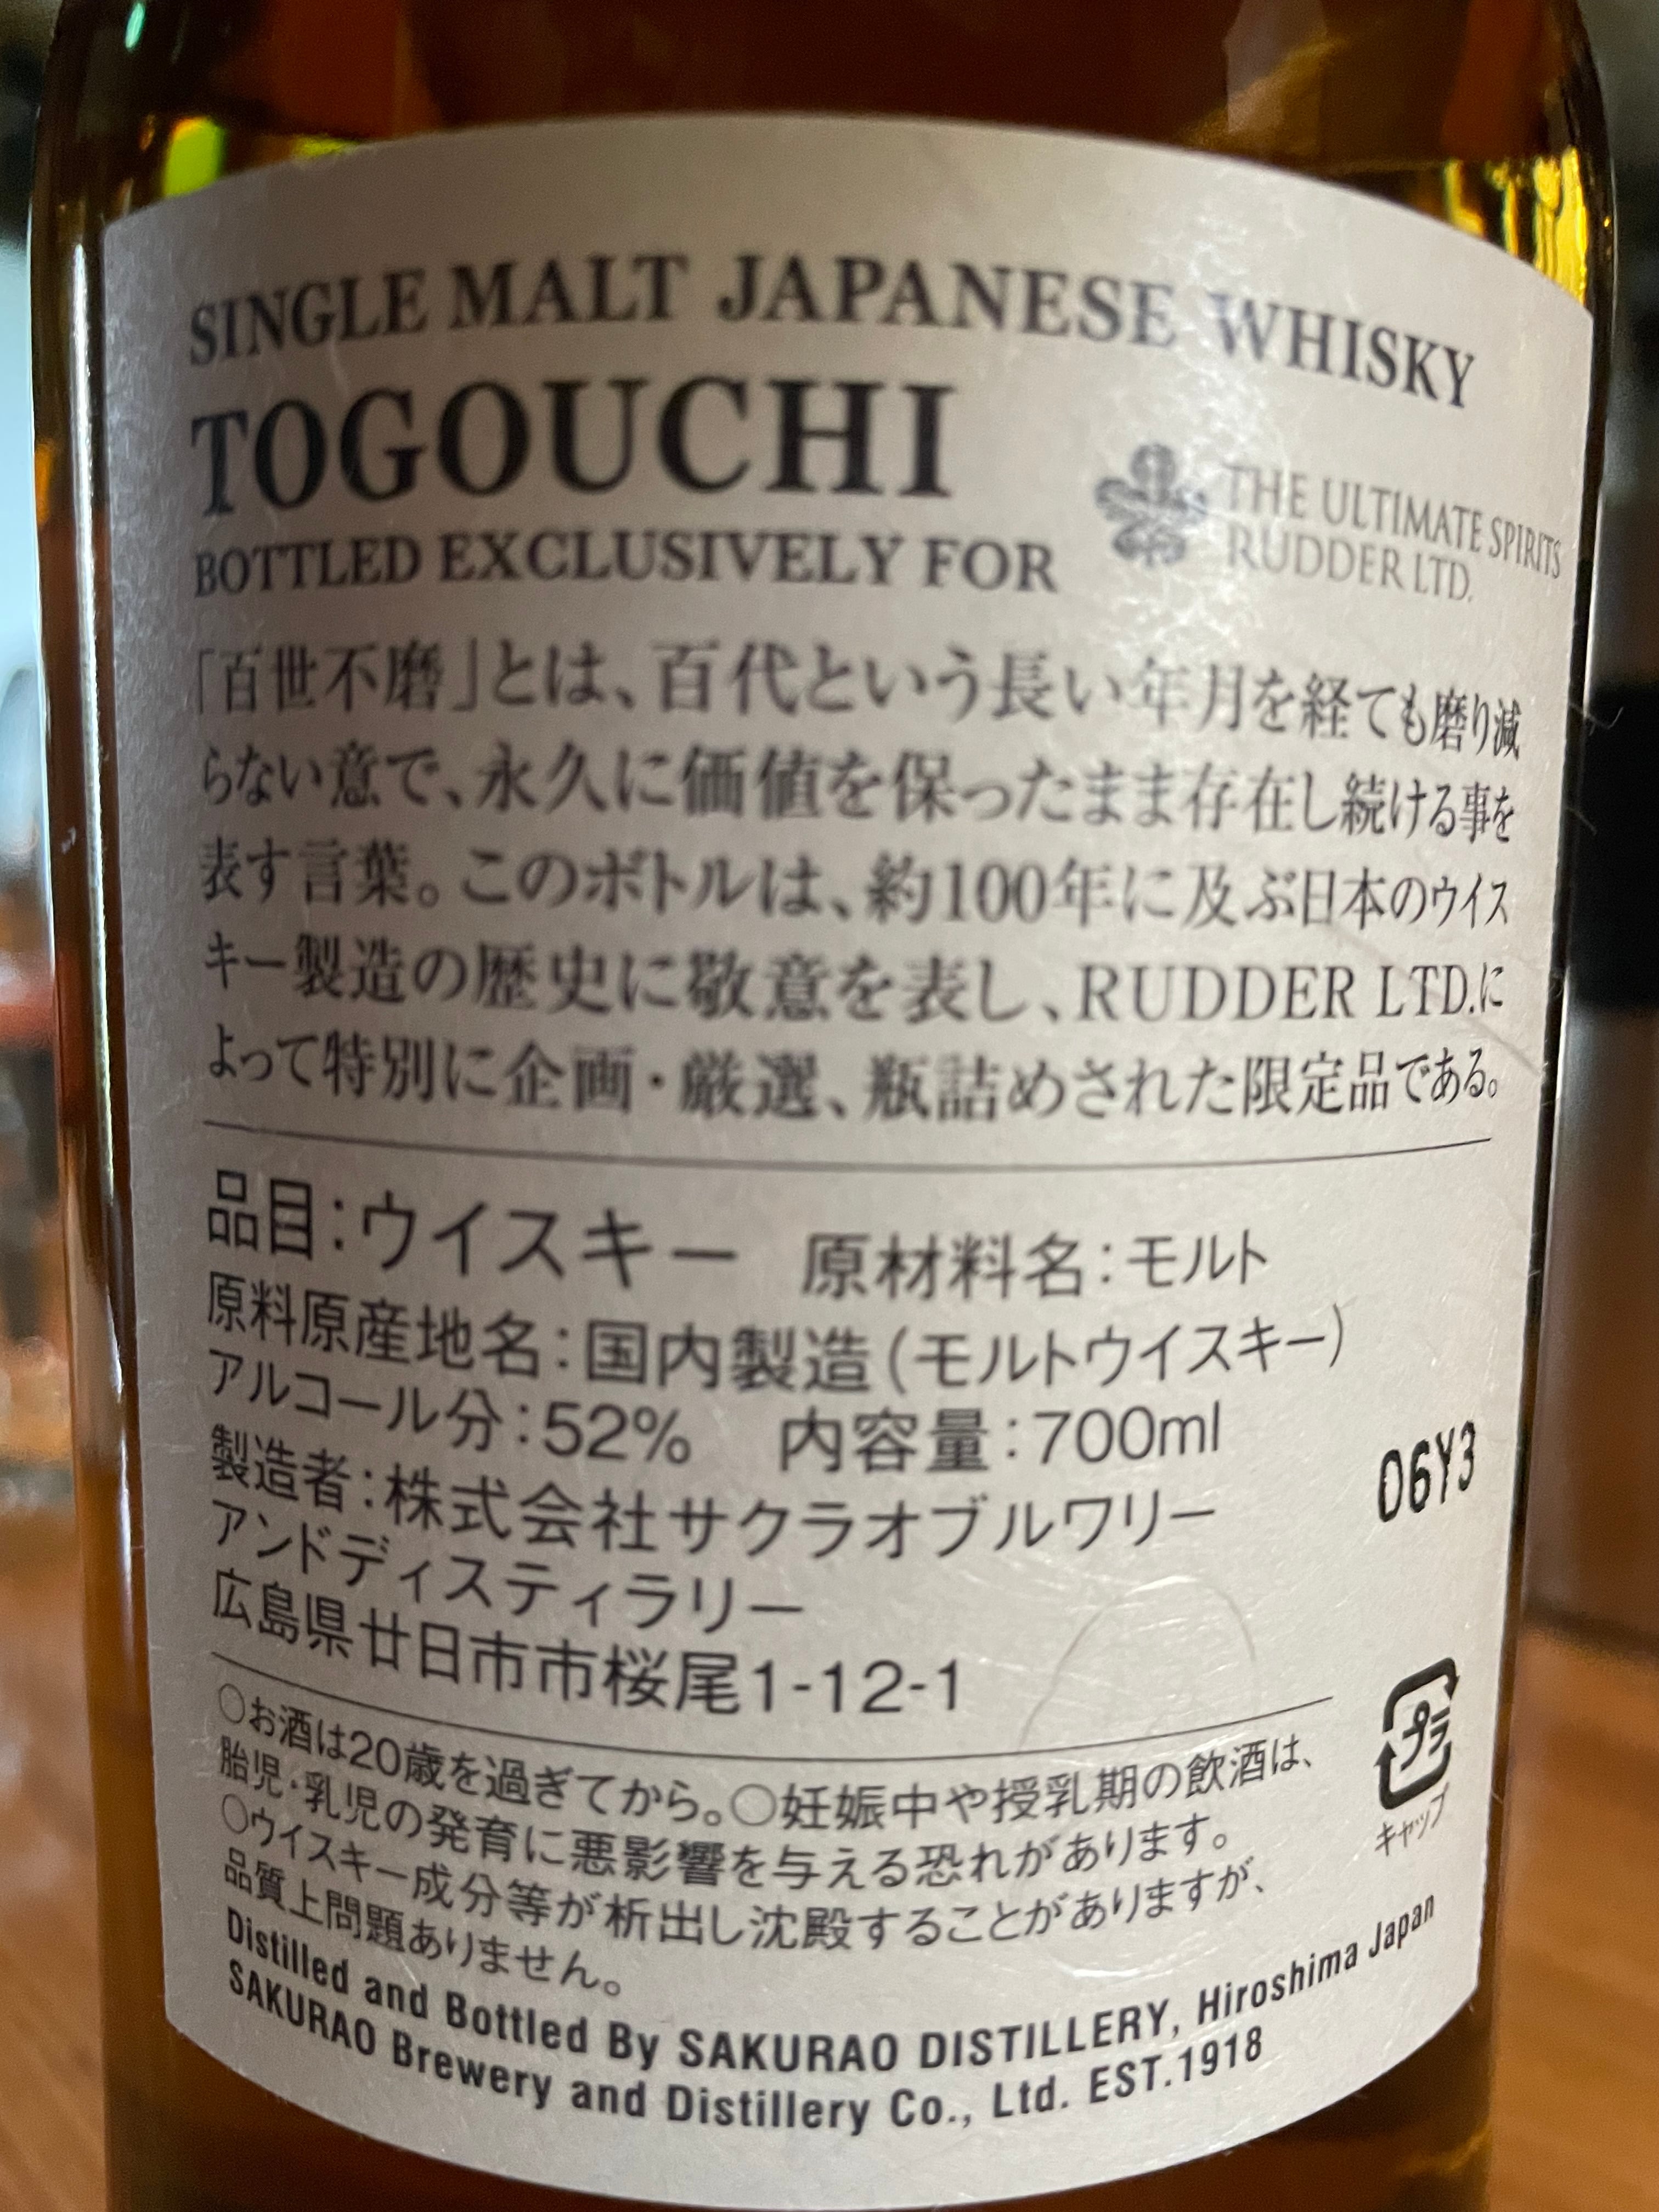 SINGLE MALT JAPANESE WHISKY
TOGOUCHI
BOTTLED EXCLUSIVELY FOR
THE ULTIMATE SPIRITS
RUDDER LTD.
「百世不磨」とは、百代という長い年月を経ても磨り減
らない意で、永久に価値を保ったまま存在し続ける事を
表す言葉。このボトルは、約100年に及ぶ日本のウイス
キー製造の歴史に敬意を表し、RUDDER LTD.に
よって特別に企画・厳選、瓶詰めされた限定品である。
品目:ウイスキー 原材料名:モルト
原料原産地名:国内製造(モルトウイスキー)
アルコール分:52% 内容量:700ml
製造者:株式会社サクラオブルワリー
アンドディスティラリー
広島県廿日市市桜尾1-12-1
06Y3
○お酒は20歳を過ぎてから。○妊娠中や授乳期の飲酒は、
胎児・乳児の発育に悪影響を与える恐れがあります。
○ウイスキー成分等が析出し沈殿することがありますが、
品質上問題ありません。
プラ
キャップ
Distilled and Bottled By SAKURAO DISTILLERY, Hiroshima Japan
SAKURAO Brewery and Distillery Co., Ltd. EST.1918